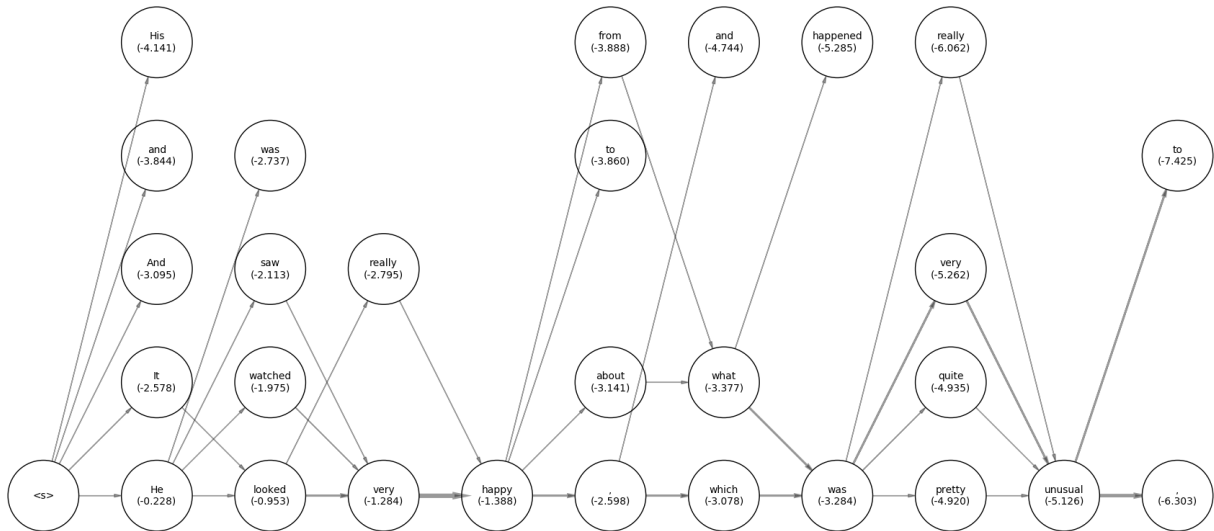 His
(-4.141)
from
(-3.888)
and
(-4.744)
happened
(-5.285)
really
(-6.062)
and
(-3.844)
was
(-2.737)
to
(-3.860)
to
(-7.425)
And
(-3.095)
saw
(-2.113)
really
(-2.795)
very
(-5.262)
It
(-2.578)
watched
(-1.975)
about
(-3.141)
what
(-3.377)
quite
(-4.935)
<s>
He
(-0.228)
looked
(-0.953)
very
(-1.284)
happy
(-1.388)
,
(-2.598)
which
(-3.078)
was
(-3.284)
pretty
(-4.920)
unusual
(-5.126)
,
(-6.303)